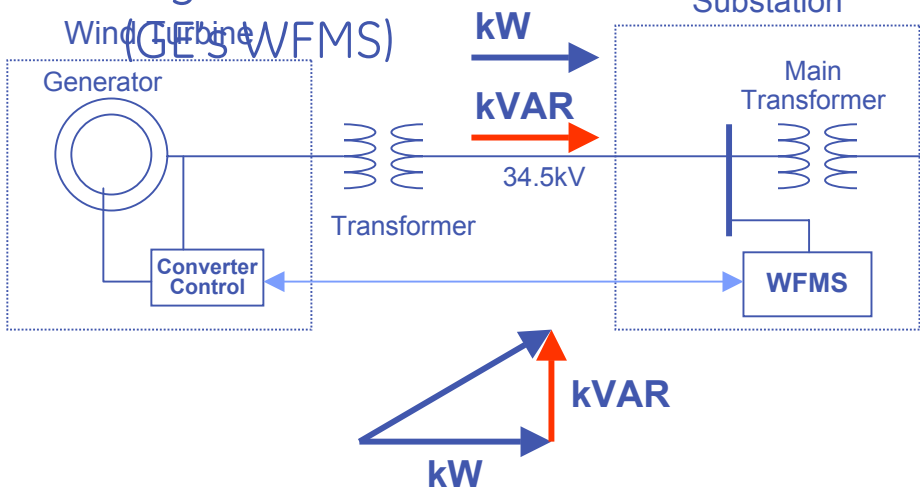 (GE's WFMS)
Wind Turbine
Generator
Converter
Control
Transformer
kW
kVAR
34.5kV
Substation
Main
Transformer
WFMS
kVAR
kW